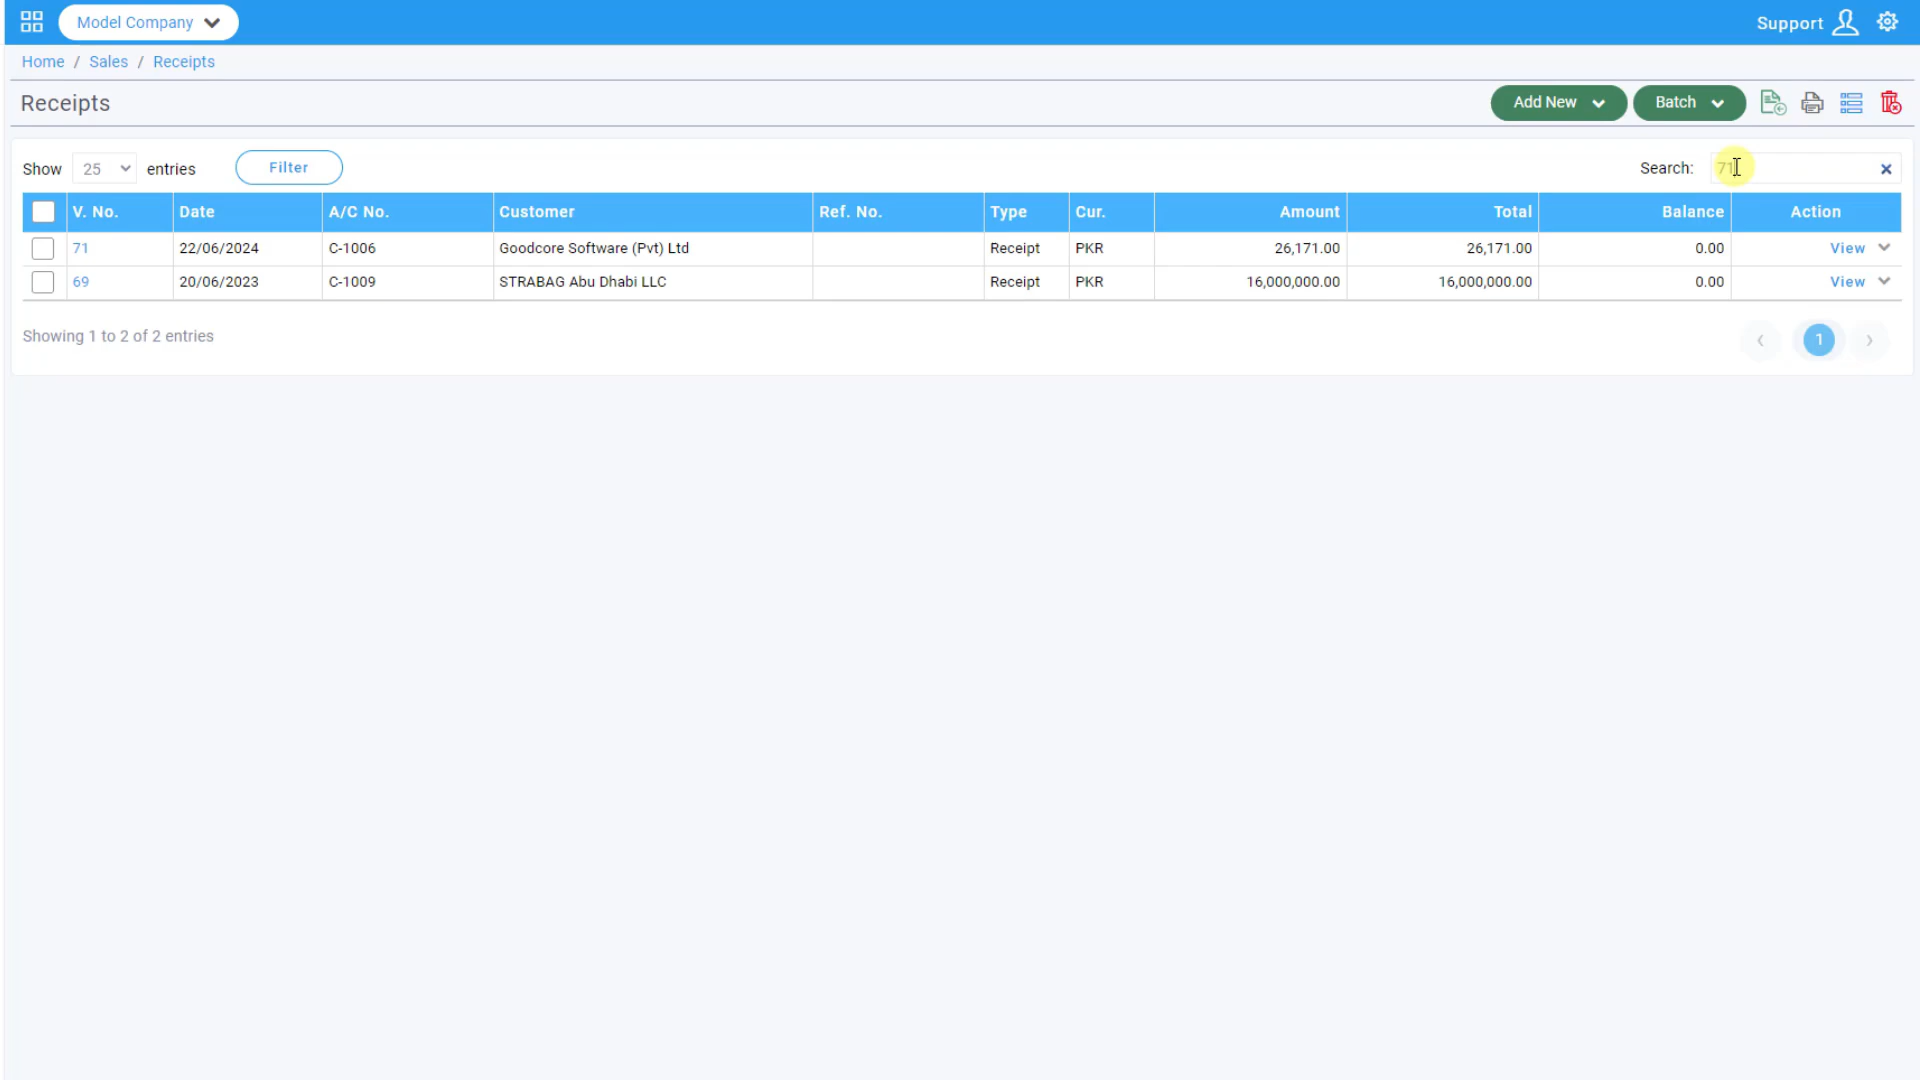 Model Company
Support
Home / Sales / Receipts
Receipts
Add New
Batch
Show 25 entries
Filter
Search: 71
V. No. Date A/C No. Customer Ref. No. Type Cur. Amount Total Balance Action
71 22/06/2024 C-1006 Goodcore Software (Pvt) Ltd Receipt PKR 26,171.00 26,171.00 0.00 View
69 20/06/2023 C-1009 STRABAG Abu Dhabi LLC Receipt PKR 16,000,000.00 16,000,000.00 0.00 View
Showing 1 to 2 of 2 entries
1